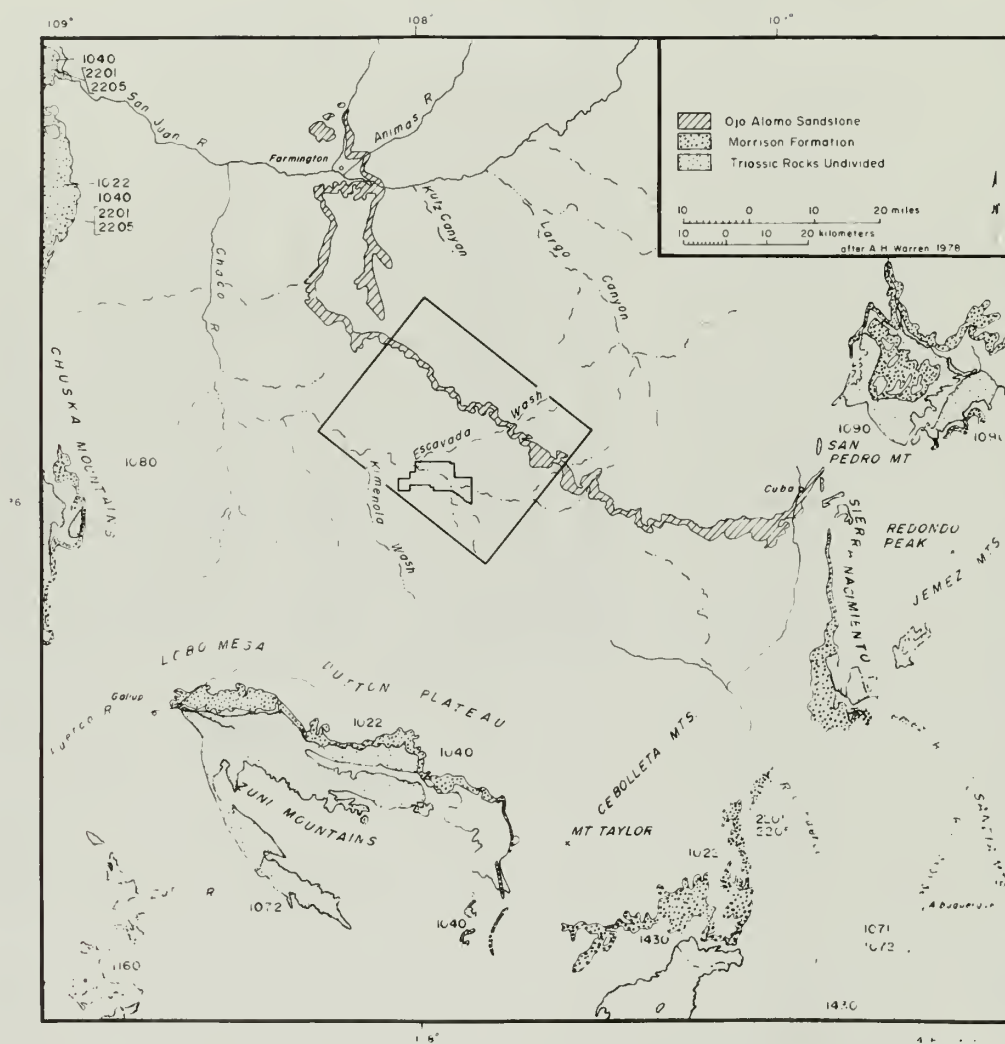 109°
108°
1040
2201
2205
San Juan R
Animas R
Farmington
Ojo Alamo Sandstone
Morrison Formation
Triassic Rocks Undivided
10 0 10 20 miles
10 0 10 20 kilometers
after A.H. Warren 1978
1022
1040
2201
2205
Kutz Canyon
Largo Canyon
Chaco R
CHUSKA MOUNTAINS
1080
Escavada Wash
Kimenola Wash
1090
SAN
PEDRO MT
Cuba
SIERRA NACIMIENTO
REDONDO
PEAK
JEMEZ MTS
LOBO MESA
DUTTON PLATEAU
Gallup
1022
1040
ZUNI MOUNTAINS
CEBOLLETA MTS.
MT TAYLOR
1072
1040
1430
1160
Albuquerque
1071
1072